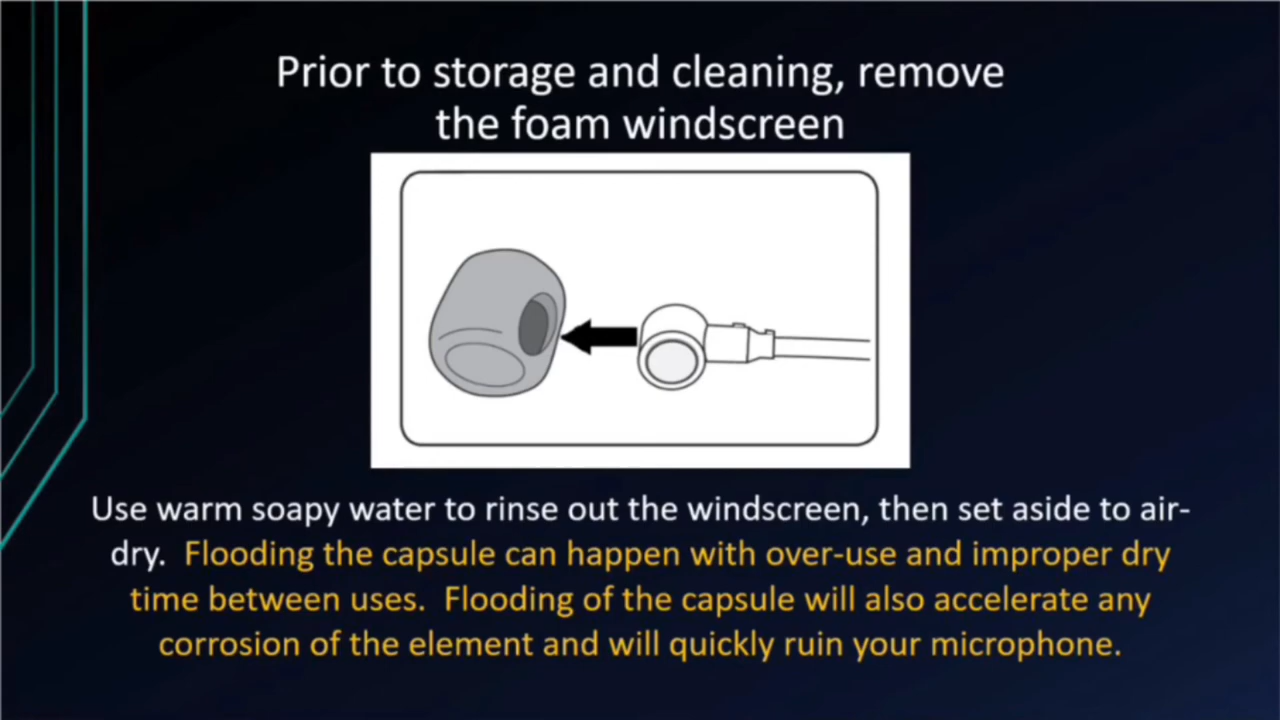 Prior to storage and cleaning, remove
the foam windscreen
Use warm soapy water to rinse out the windscreen, then set aside to air-
dry.  Flooding the capsule can happen with over-use and improper dry
time between uses.  Flooding of the capsule will also accelerate any
corrosion of the element and will quickly ruin your microphone.